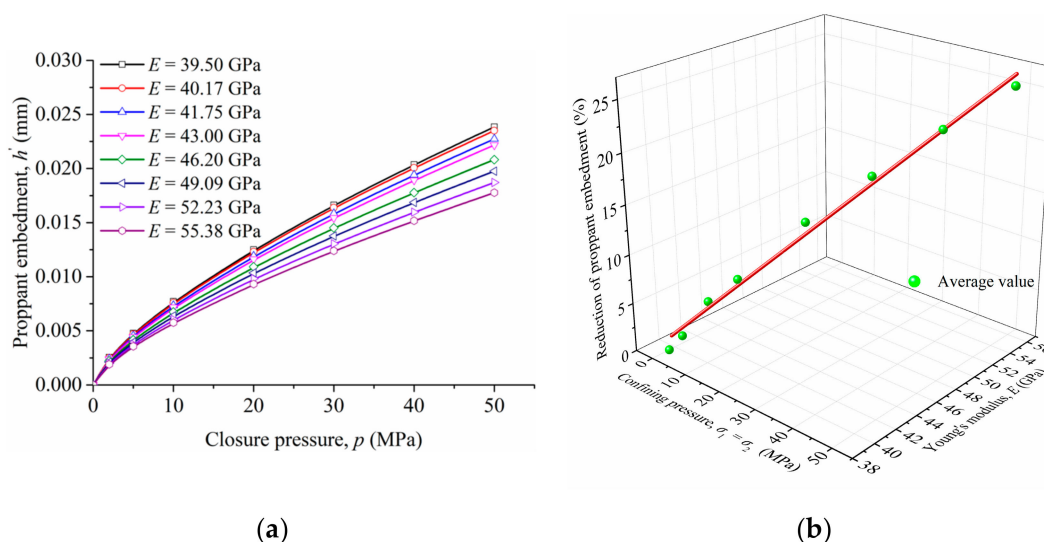 0.030
0.025
0.020
0.015
0.010
0.005
0.000
Proppant embedment, h' (mm)
E = 39.50 GPa
E = 40.17 GPa
E = 41.75 GPa
E = 43.00 GPa
E = 46.20 GPa
E = 49.09 GPa
E = 52.23 GPa
E = 55.38 GPa
0 10 20 30 40 50
Closure pressure, p (MPa)
(a)
25
20
15
10
5
0
Reduction of proppant embedment (%)
Average value
0 10 20 30 40 50
Confining pressure, σ₁ = σ₂ (MPa)
38 40 42 44 46 48 50 52 54
Young's modulus, E (GPa)
(b)